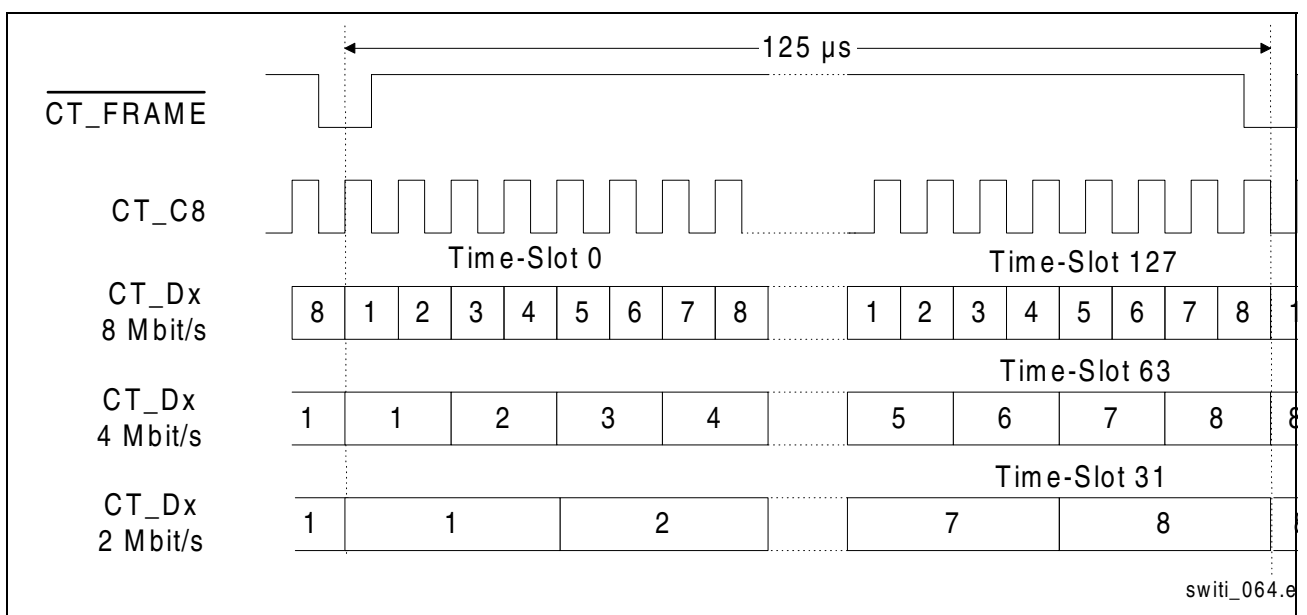 125 µs
CT_FRAME
CT_C8
Time-Slot 0 Time-Slot 127
CT_Dx
8 Mbit/s
8 1 2 3 4 5 6 7 8 1 2 3 4 5 6 7 8 1
Time-Slot 63
CT_Dx
4 Mbit/s
1 1 2 3 4 5 6 7 8 8
Time-Slot 31
CT_Dx
2 Mbit/s
1 1 2 7 8
switi_064.e